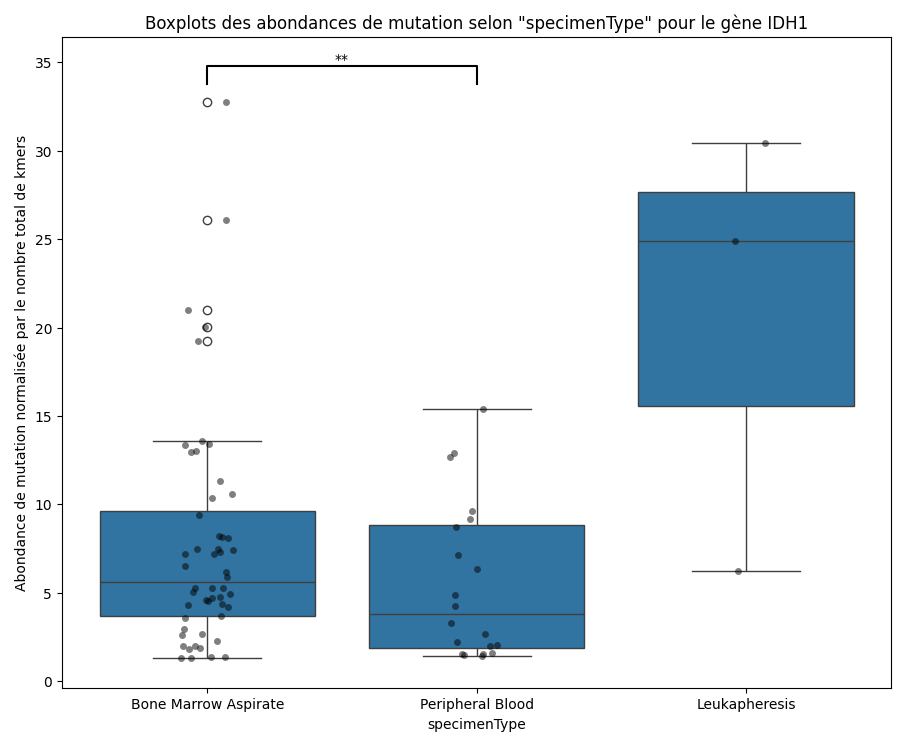 Boxplots des abondances de mutation selon "specimenType" pour le gène IDH1
**
Abondance de mutation normalisée par le nombre total de kmers
35
30
25
20
15
10
5
0
Bone Marrow Aspirate
Peripheral Blood
Leukapheresis
specimenType